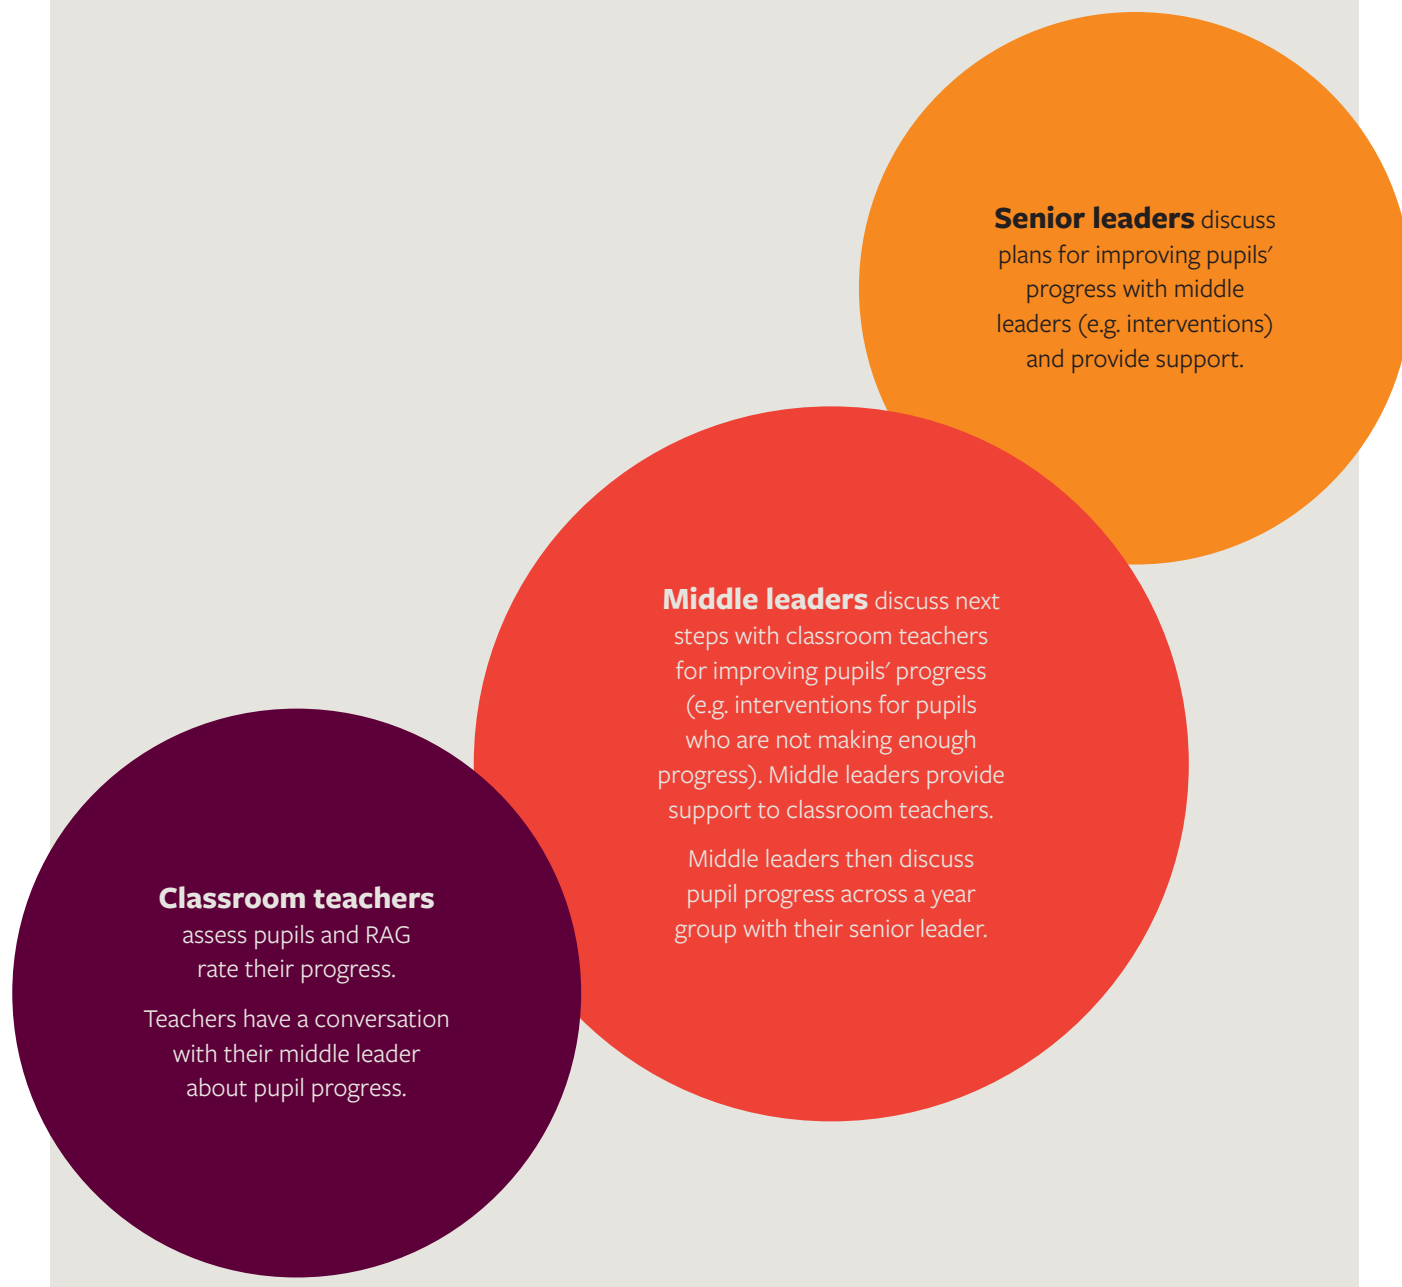 Senior leaders discuss
plans for improving pupils’
progress with middle
leaders (e.g. interventions)
and provide support.
Middle leaders discuss next
steps with classroom teachers
for improving pupils’ progress
(e.g. interventions for pupils
who are not making enough
progress). Middle leaders provide
support to classroom teachers.
Middle leaders then discuss
pupil progress across a year
group with their senior leader.
Classroom teachers
assess pupils and RAG
rate their progress.
Teachers have a conversation
with their middle leader
about pupil progress.